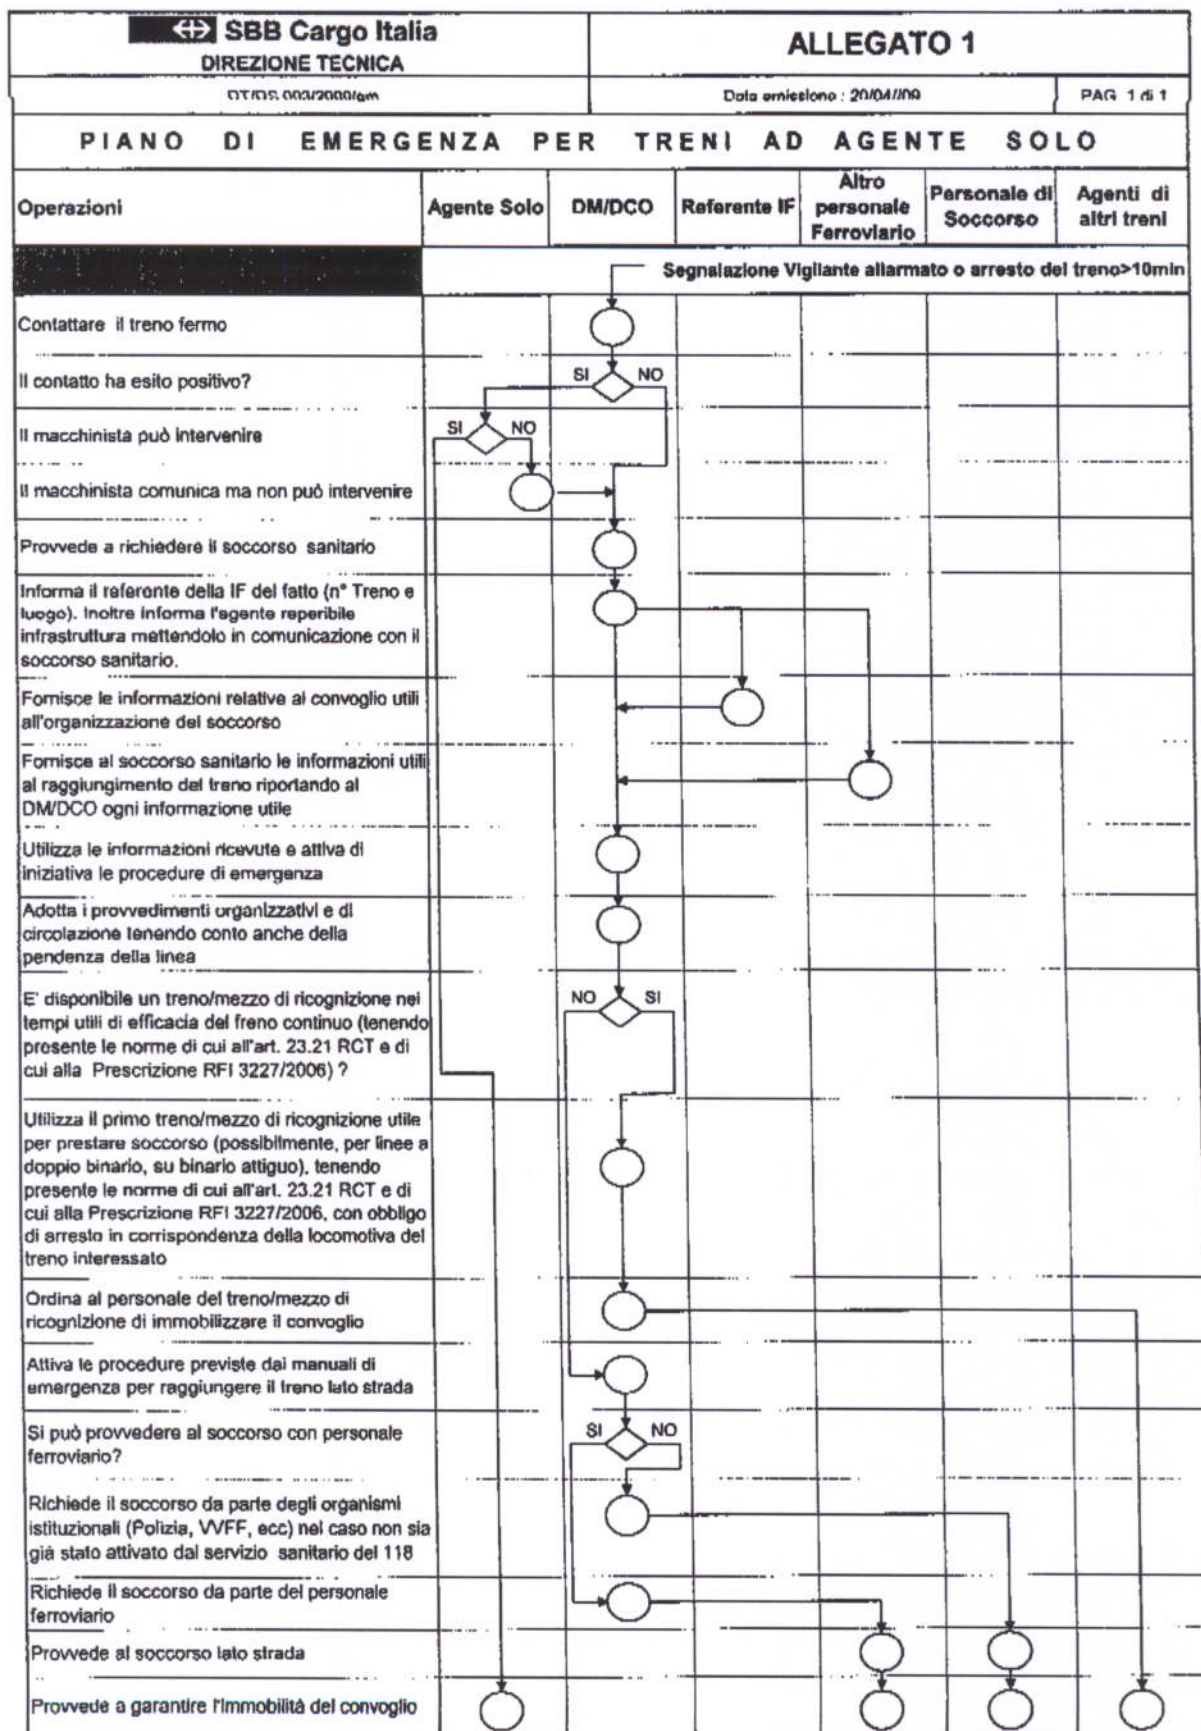 SBB Cargo Italia
DIREZIONE TECNICA
ALLEGATO 1
Data emissione : 20/04//09
PAG 1 di 1
PIANO DI EMERGENZA PER TRENI AD AGENTE SOLO
Operazioni
Agente Solo
DM/DCO
Referente IF
Altro
personale
Ferroviario
Personale di
Soccorso
Agenti di
altri treni
Segnalazione Vigilante allarmato o arresto del treno>10min
Contattare il treno fermo
Il contatto ha esito positivo?
SI
NO
Il macchinista può intervenire
SI
NO
Il macchinista comunica ma non può intervenire
Provvede a richiedere il soccorso sanitario
Informa il referente della IF del fatto (n° Treno e
luogo). Inoltre informa l'agente reperibile
infrastruttura mettendolo in comunicazione con il
soccorso sanitario.
Fornisce le informazioni relative al convoglio utili
all'organizzazione del soccorso
Fornisce al soccorso sanitario le informazioni utili
al raggiungimento del treno riportando al
DM/DCO ogni informazione utile
Utilizza le informazioni ricevute e attiva di
iniziativa le procedure di emergenza
Adotta i provvedimenti organizzativi e di
circolazione tenendo conto anche della
pendenza della linea
E' disponibile un treno/mezzo di ricognizione nei
tempi utili di efficacia del freno continuo (tenendo
presente le norme di cui all'art. 23.21 RCT e di
cui alla Prescrizione RFI 3227/2006) ?
NO
SI
Utilizza il primo treno/mezzo di ricognizione utile
per prestare soccorso (possibilmente, per linee a
doppio binario, su binario attiguo), tenendo
presente le norme di cui all'art. 23.21 RCT e di
cui alla Prescrizione RFI 3227/2006, con obbligo
di arresto in corrispondenza della locomotiva del
treno interessato
Ordina al personale del treno/mezzo di
ricognizione di immobilizzare il convoglio
Attiva le procedure previste dai manuali di
emergenza per raggiungere il treno lato strada
Si può provvedere al soccorso con personale
ferroviario?
SI
NO
Richiede il soccorso da parte degli organismi
istituzionali (Polizia, VVFF, ecc) nel caso non sia
già stato attivato dal servizio sanitario del 118
Richiede il soccorso da parte del personale
ferroviario
Provvede al soccorso lato strada
Provvede a garantire l'immobilità del convoglio